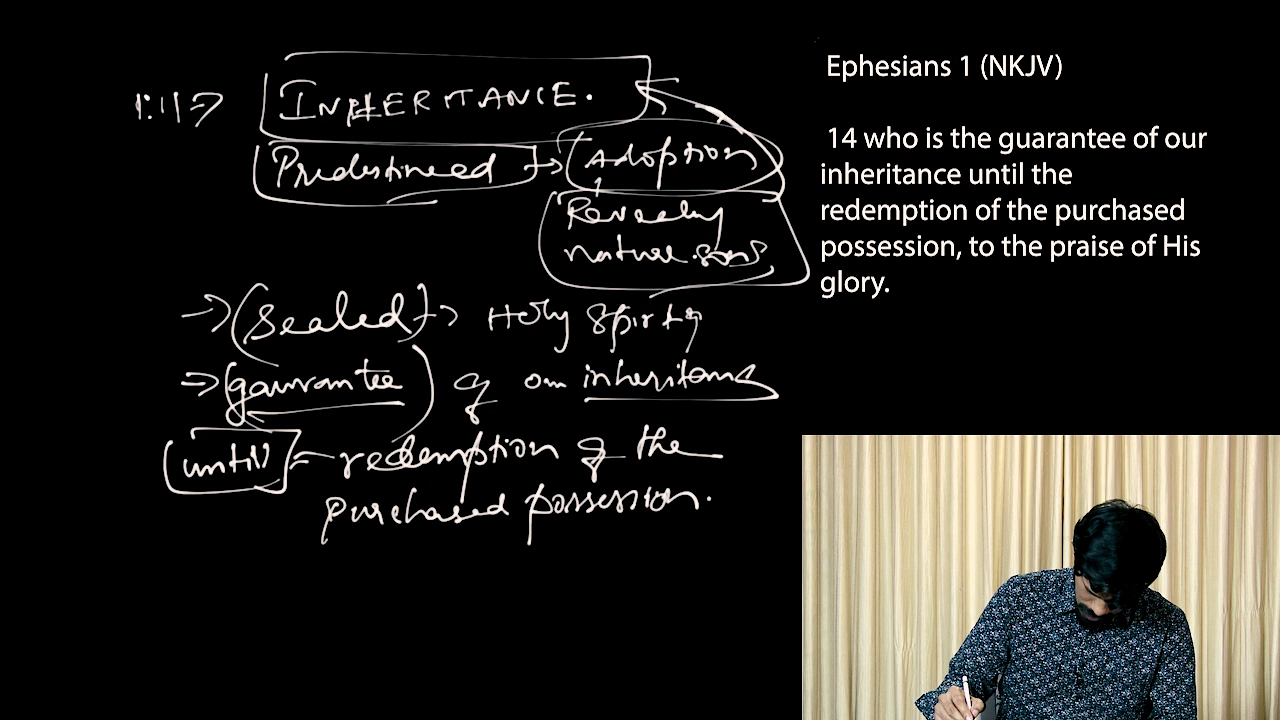 1:11 => INHERITANCE.
Predestineed -> Adoption
Revealing
nature.sons
-> (sealed) -> Holy Spirit,
=> (gaurantee) of our inheritance
(until) = redemption of the
purchased possession.
Ephesians 1 (NKJV)
14 who is the guarantee of our
inheritance until the
redemption of the purchased
possession, to the praise of His
glory.